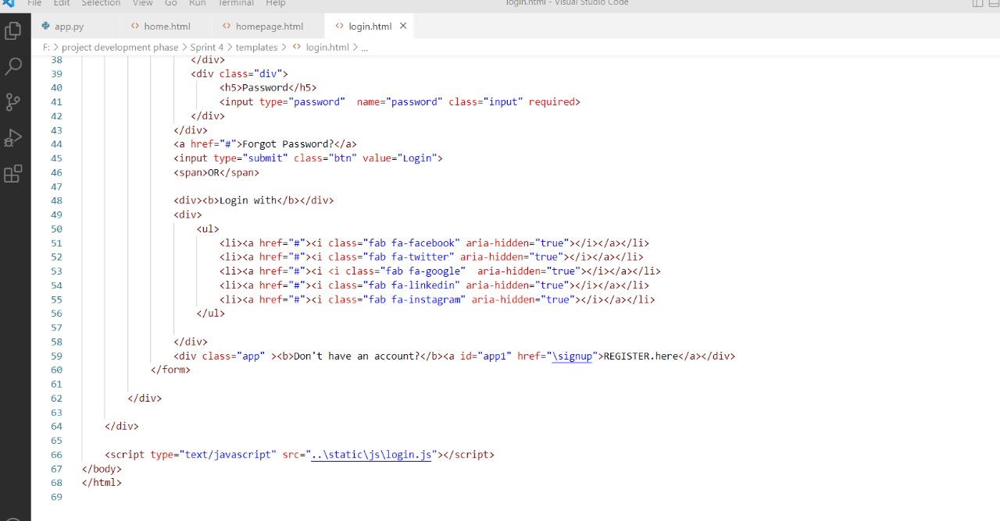 File Edit Selection View Go Run Terminal Help login.html - Visual Studio Code
app.py home.html homepage.html login.html
F: > project development phase > Sprint 4 > templates > login.html > ...
38 </div>
39 <div class="div">
40 <h5>Password</h5>
41 <input type="password"  name="password" class="input" required>
42 </div>
43 </div>
44 <a href="#">Forgot Password?</a>
45 <input type="submit" class="btn" value="Login">
46 <span>OR</span>
47
48 <div><b>Login with</b></div>
49 <div>
50 <ul>
51 <li><a href="#"><i class="fab fa-facebook" aria-hidden="true"></i></a></li>
52 <li><a href="#"><i class="fab fa-twitter" aria-hidden="true"></i></a></li>
53 <li><a href="#"><i <i class="fab fa-google"  aria-hidden="true"></i></a></li>
54 <li><a href="#"><i class="fab fa-linkedin" aria-hidden="true"></i></a></li>
55 <li><a href="#"><i class="fab fa-instagram" aria-hidden="true"></i></a></li>
56 </ul>
57
58 </div>
59 <div class="app" ><b>Don't have an account?</b><a id="app1" href="\signup">REGISTER.here</a></div>
60 </form>
61
62 </div>
63
64 </div>
65
66 <script type="text/javascript" src="..\static\js\login.js"></script>
67 </body>
68 </html>
69